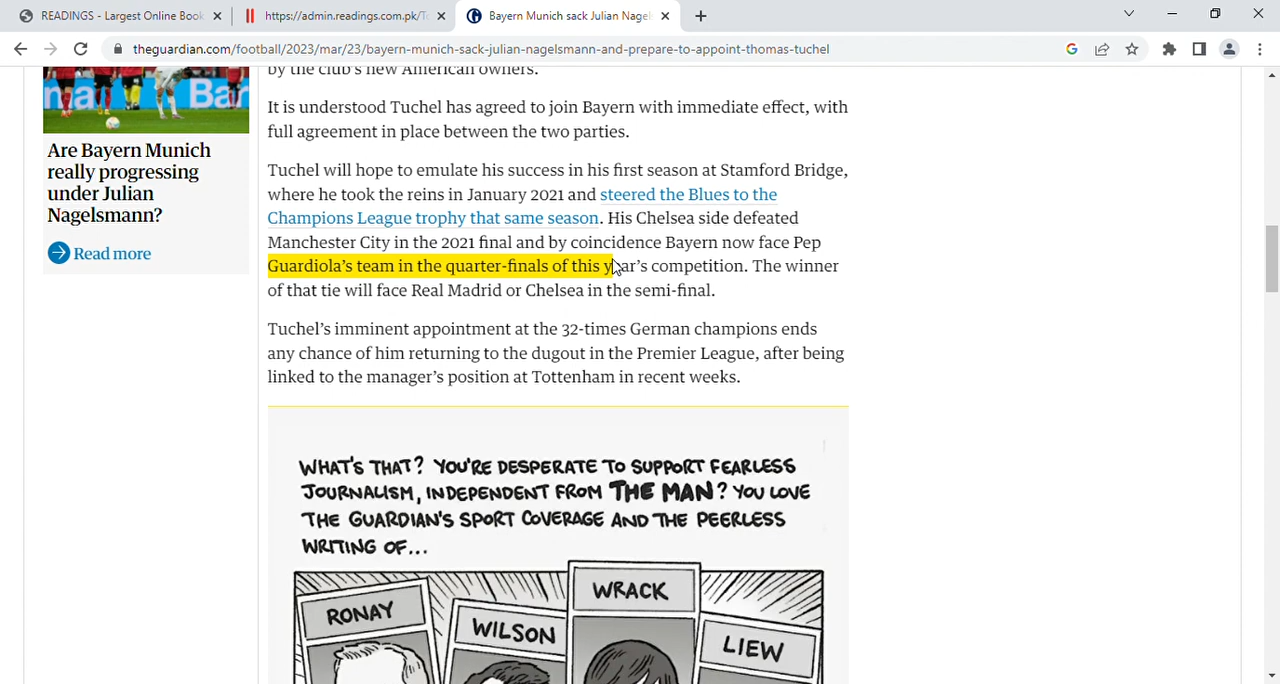 READINGS - Largest Online Book
https://admin.readings.com.pk/To
Bayern Munich sack Julian Nagel
theguardian.com/football/2023/mar/23/bayern-munich-sack-julian-nagelsmann-and-prepare-to-appoint-thomas-tuchel
Are Bayern Munich
really progressing
under Julian
Nagelsmann?
Read more
by the club's new American owners.
It is understood Tuchel has agreed to join Bayern with immediate effect, with
full agreement in place between the two parties.
Tuchel will hope to emulate his success in his first season at Stamford Bridge,
where he took the reins in January 2021 and steered the Blues to the
Champions League trophy that same season. His Chelsea side defeated
Manchester City in the 2021 final and by coincidence Bayern now face Pep
Guardiola's team in the quarter-finals of this year's competition. The winner
of that tie will face Real Madrid or Chelsea in the semi-final.
Tuchel's imminent appointment at the 32-times German champions ends
any chance of him returning to the dugout in the Premier League, after being
linked to the manager's position at Tottenham in recent weeks.
WHAT'S THAT? YOU'RE DESPERATE TO SUPPORT FEARLESS
JOURNALISM, INDEPENDENT FROM THE MAN? YOU LOVE
THE GUARDIAN'S SPORT COVERAGE AND THE PEERLESS
WRITING OF...
RONAY
WILSON
WRACK
LIEW